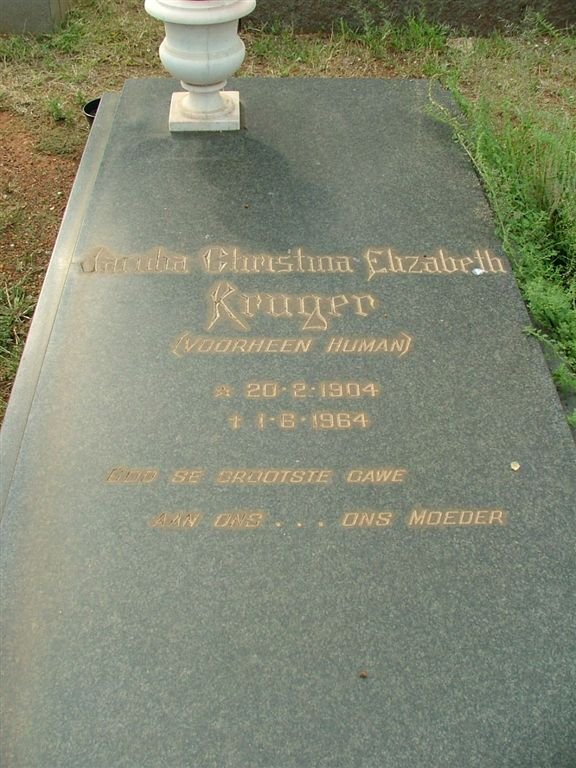 Jacoba Christina Elizabeth
Kruger
(VOORHEEN HUMAN)
* 20·2·1904
† 1·6·1964
GOD SE GROOTSTE GAWE
AAN ONS . . . ONS MOEDER